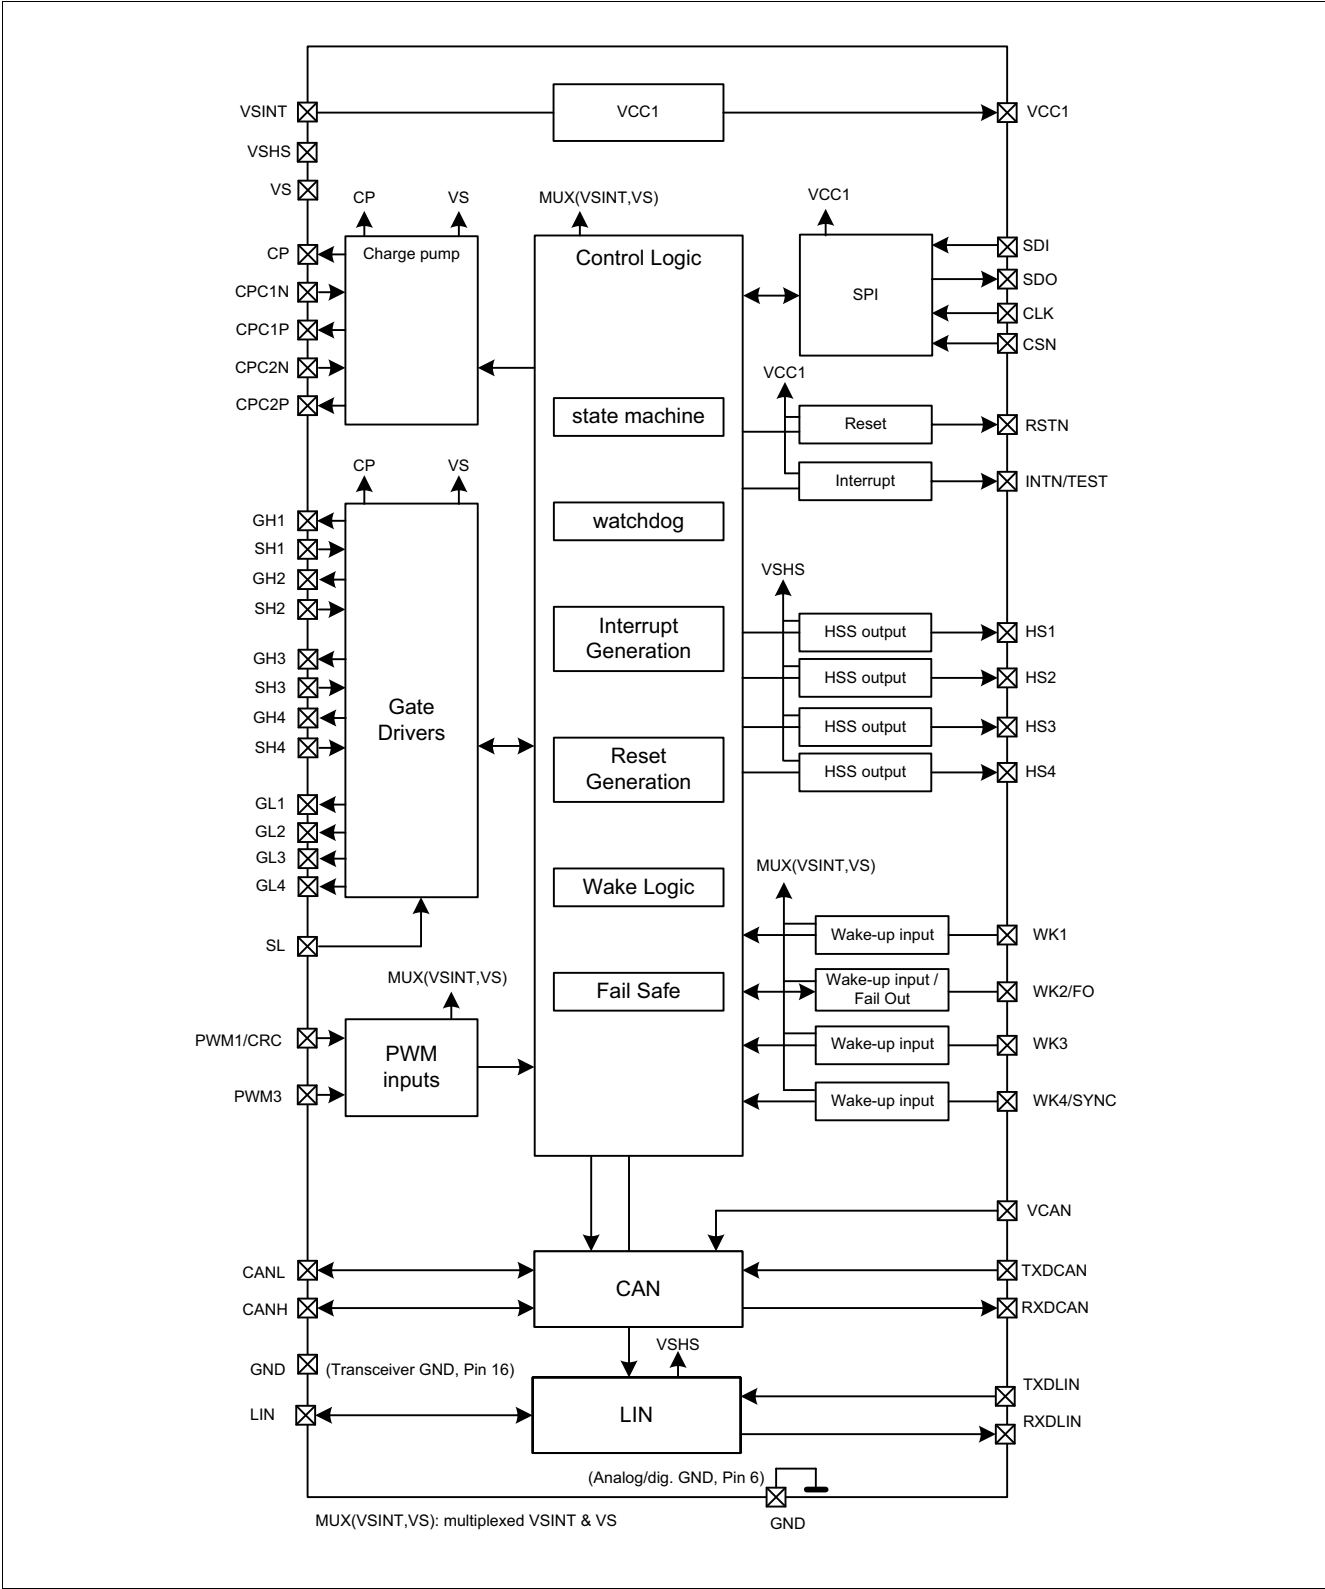 VSINT
VCC1
VCC1
VSHS
VS
CP
VS
MUX(VSINT,VS)
VCC1
CP
Charge pump
CPC1N
CPC1P
CPC2N
CPC2P
Control Logic
SPI
SDI
SDO
CLK
CSN
VCC1
state machine
Reset
RSTN
Interrupt
INTN/TEST
CP
VS
GH1
SH1
GH2
SH2
GH3
SH3
GH4
SH4
GL1
GL2
GL3
GL4
SL
Gate
Drivers
watchdog
Interrupt
Generation
Reset
Generation
Wake Logic
Fail Safe
VSHS
HSS output
HS1
HSS output
HS2
HSS output
HS3
HSS output
HS4
MUX(VSINT,VS)
Wake-up input
WK1
Wake-up input /
Fail Out
WK2/FO
Wake-up input
WK3
Wake-up input
WK4/SYNC
MUX(VSINT,VS)
PWM1/CRC
PWM3
PWM
inputs
VCAN
CANL
CANH
CAN
TXDCAN
RXDCAN
GND
(Transceiver GND, Pin 16)
VSHS
LIN
LIN
TXDLIN
RXDLIN
(Analog/dig. GND, Pin 6)
GND
MUX(VSINT,VS): multiplexed VSINT & VS